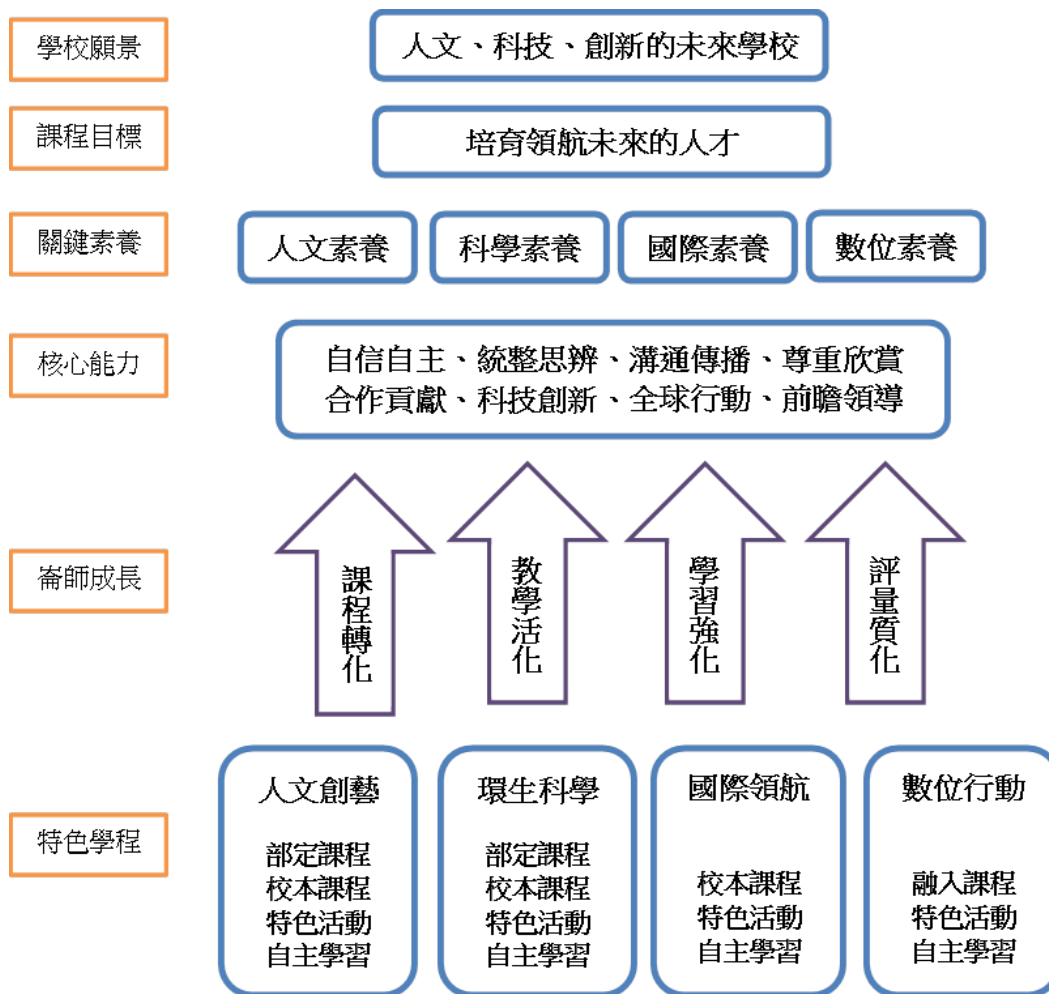 學校願景
人文、科技、創新的未來學校
課程目標
培育領航未來的人才
關鍵素養
人文素養
科學素養
國際素養
數位素養
核心能力
自信自主、統整思辨、溝通傳播、尊重欣賞
合作貢獻、科技創新、全球行動、前瞻領導
崙師成長
課程轉化
教學活化
學習強化
評量質化
特色學程
人文創藝
部定課程
校本課程
特色活動
自主學習
環生科學
部定課程
校本課程
特色活動
自主學習
國際領航
校本課程
特色活動
自主學習
數位行動
融入課程
特色活動
自主學習